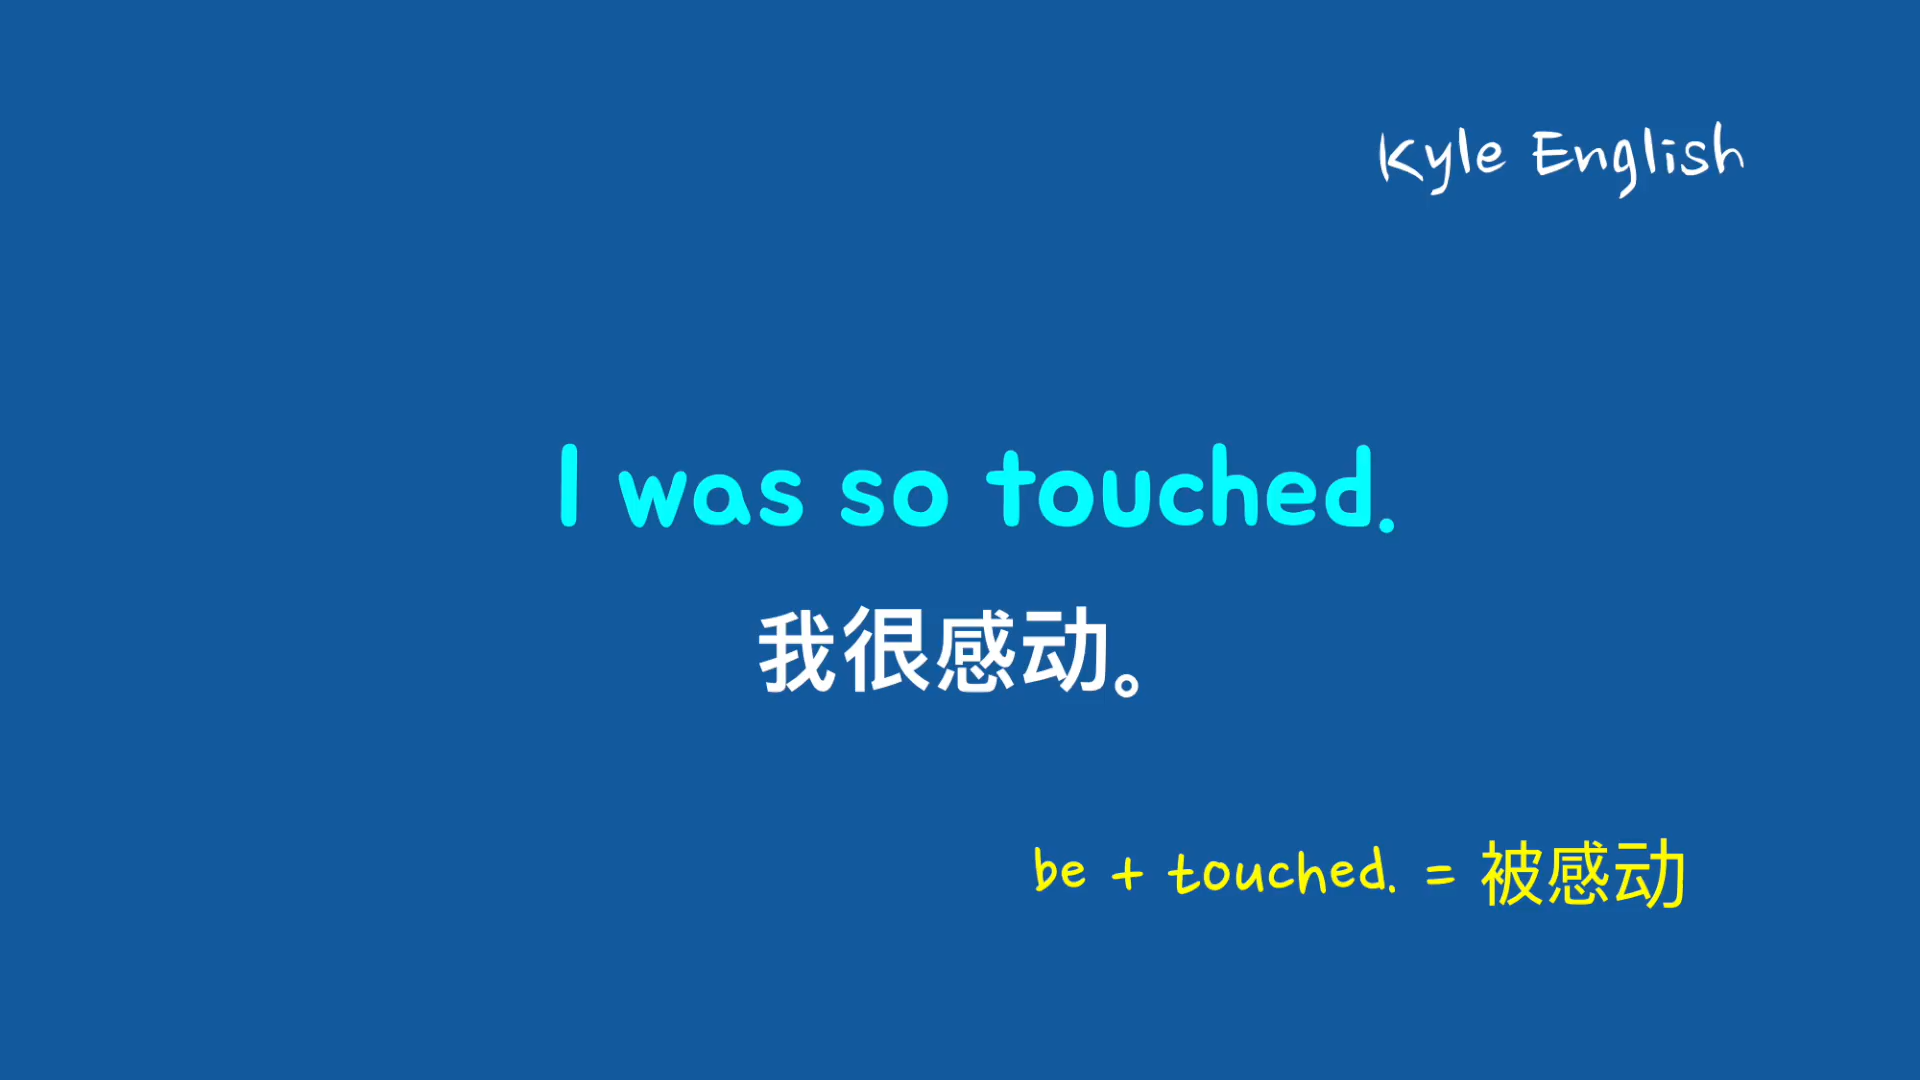 Kyle English
I was so touched.
我很感动。
be + touched. = 被感动